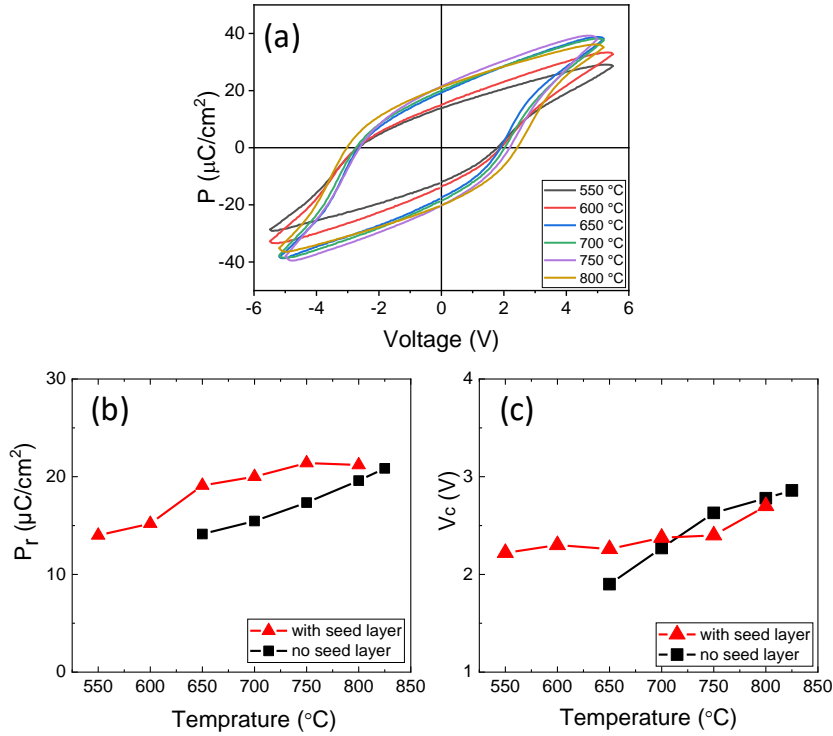 (a)
P (μC/cm²)
40
20
0
-20
-40
-6
-4
-2
0
2
4
6
Voltage (V)
550 °C
600 °C
650 °C
700 °C
750 °C
800 °C
(b)
Pr (μC/cm²)
30
20
10
0
550
600
650
700
750
800
850
Temprature (°C)
with seed layer
no seed layer
(c)
Vc (V)
4
3
2
1
550
600
650
700
750
800
850
Temperature (°C)
with seed layer
no seed layer